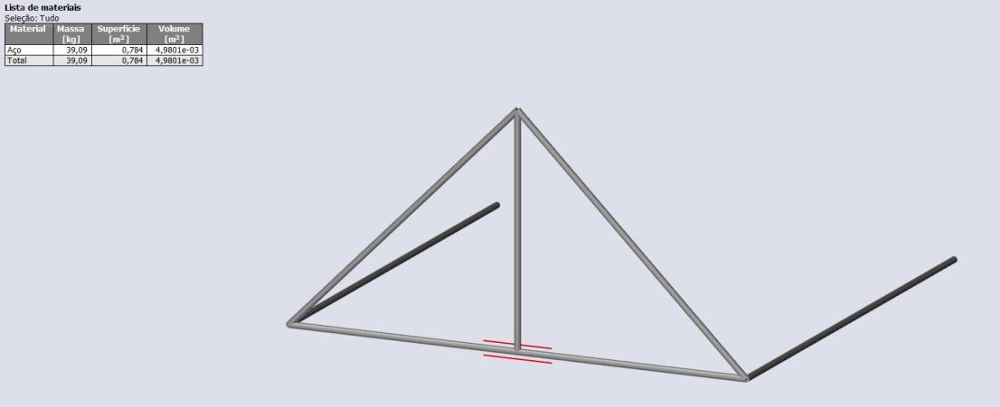 Lista de materiais
Seleção: Tudo
Material Massa [kg] Superfície [m²] Volume [m³]
Aço 39,09 0,784 4,9801e-03
Total 39,09 0,784 4,9801e-03